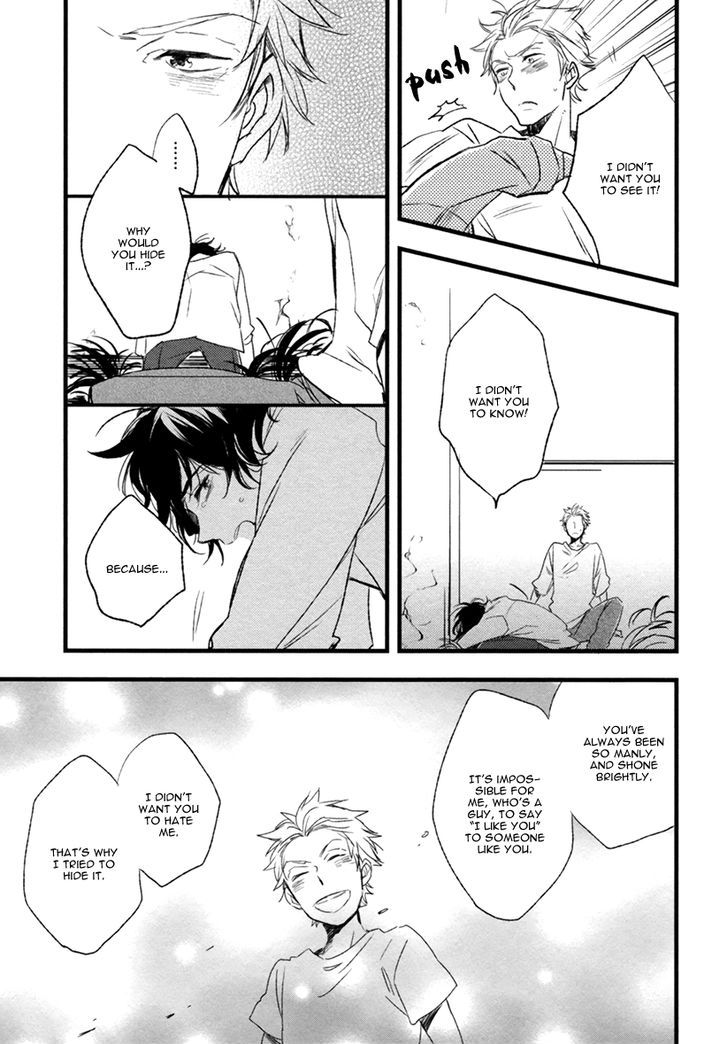 push
I DIDN'T
WANT YOU
TO SEE IT!
I DIDN'T
WANT YOU
TO KNOW!
......
WHY
WOULD
YOU HIDE
IT...?
BECAUSE...
YOU'VE
ALWAYS BEEN
SO MANLY,
AND SHONE
BRIGHTLY.
IT'S IMPOS-
SIBLE FOR
ME, WHO'S A
GUY, TO SAY
"I LIKE YOU"
TO SOMEONE
LIKE YOU.
I DIDN'T
WANT YOU
TO HATE
ME.
THAT'S WHY
I TRIED TO
HIDE IT.